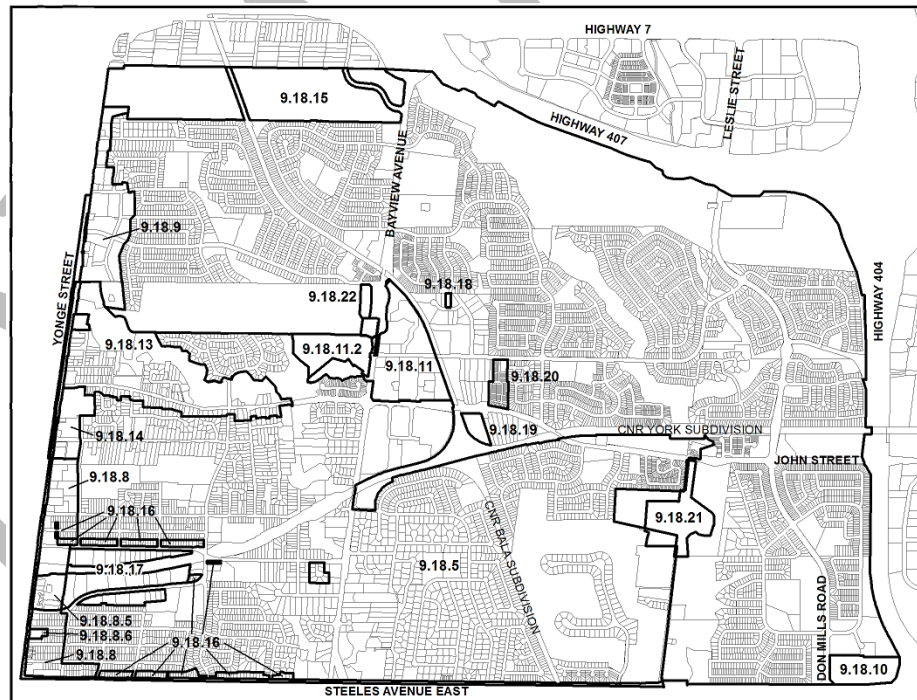 HIGHWAY 7
LESLIE STREET
9.18.15
HIGHWAY 407
BAYVIEW AVENUE
9.18.9
YONGE STREET
HIGHWAY 404
9.18.22
9.18.18
9.18.13
9.18.11.2
9.18.11
9.18.20
9.18.14
9.18.19
CNR YORK SUBDIVISION
JOHN STREET
9.18.8
9.18.16
9.18.21
CNR BALA SUBDIVISION
9.18.17
9.18.5
9.18.8.5
9.18.8.6
9.18.16
9.18.8
DON MILLS ROAD
9.18.10
STEELES AVENUE EAST